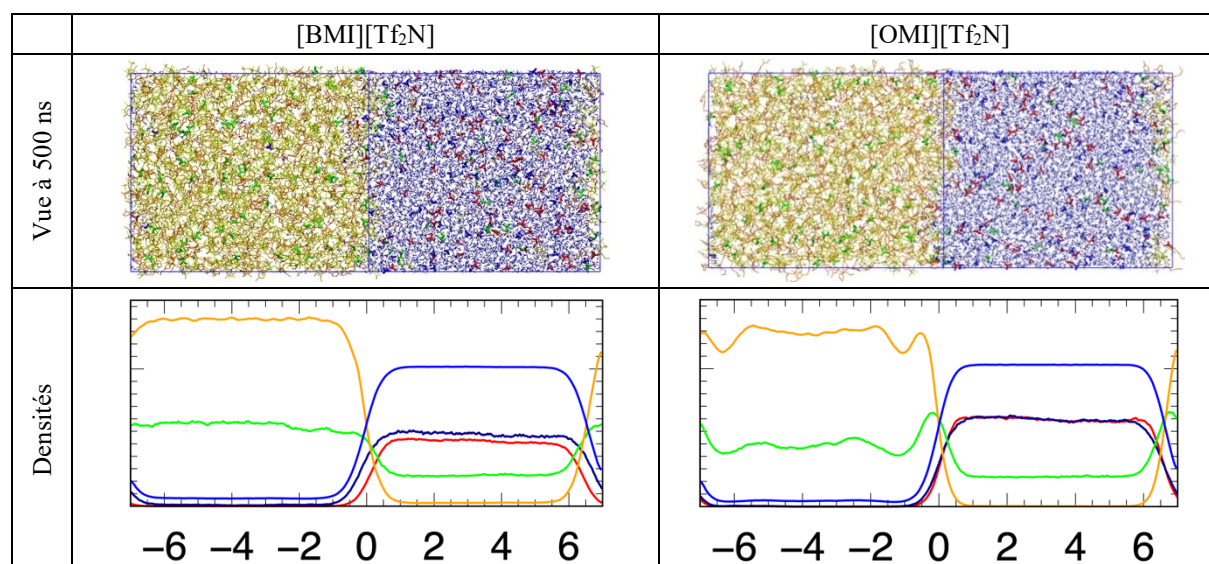 [BMI][Tf₂N]
[OMI][Tf₂N]
Vue à 500 ns
Densités
−6 −4 −2 0 2 4 6
−6 −4 −2 0 2 4 6